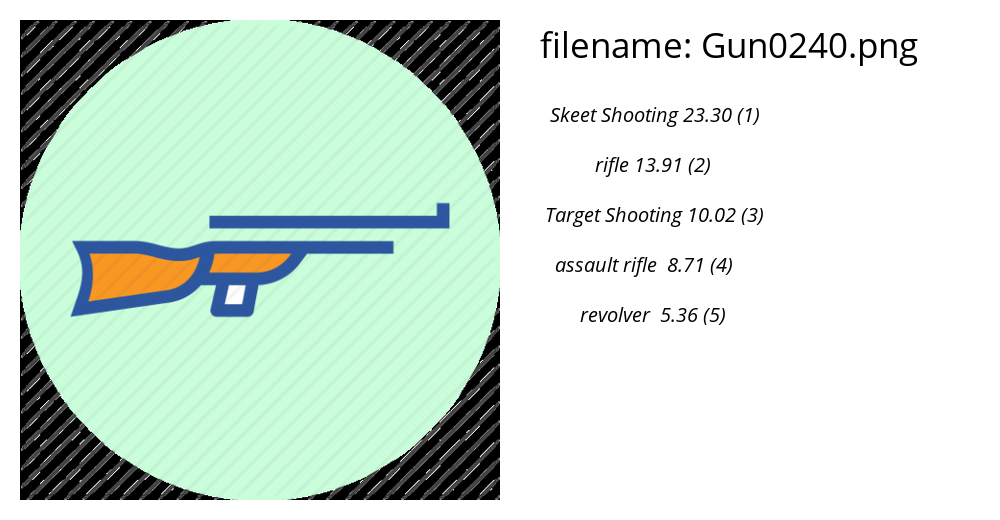 filename: Gun0240.png
Skeet Shooting 23.30 (1)
rifle 13.91 (2)
Target Shooting 10.02 (3)
assault rifle  8.71 (4)
revolver  5.36 (5)